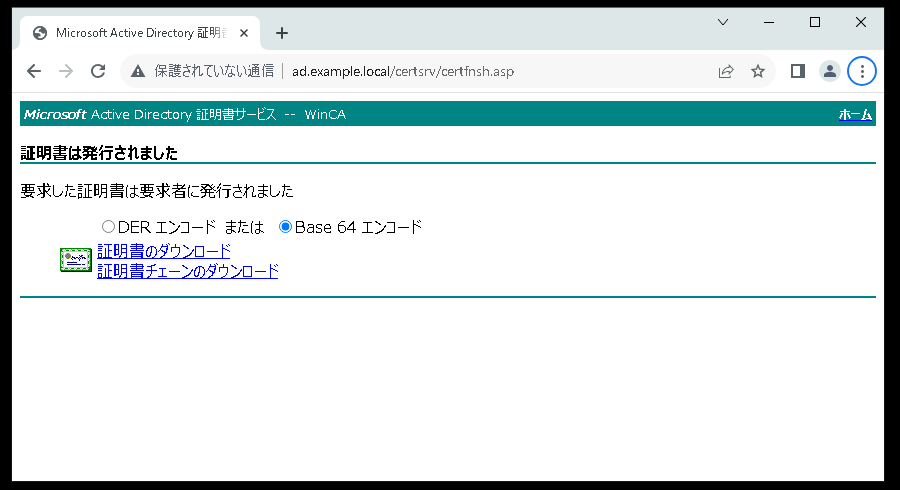 Microsoft Active Directory 証明書
保護されていない通信 | ad.example.local/certsrv/certfnsh.asp
Microsoft Active Directory 証明書サービス -- WinCA ホーム
証明書は発行されました
要求した証明書は要求者に発行されました
DER エンコード または Base 64 エンコード
証明書のダウンロード
証明書チェーンのダウンロード